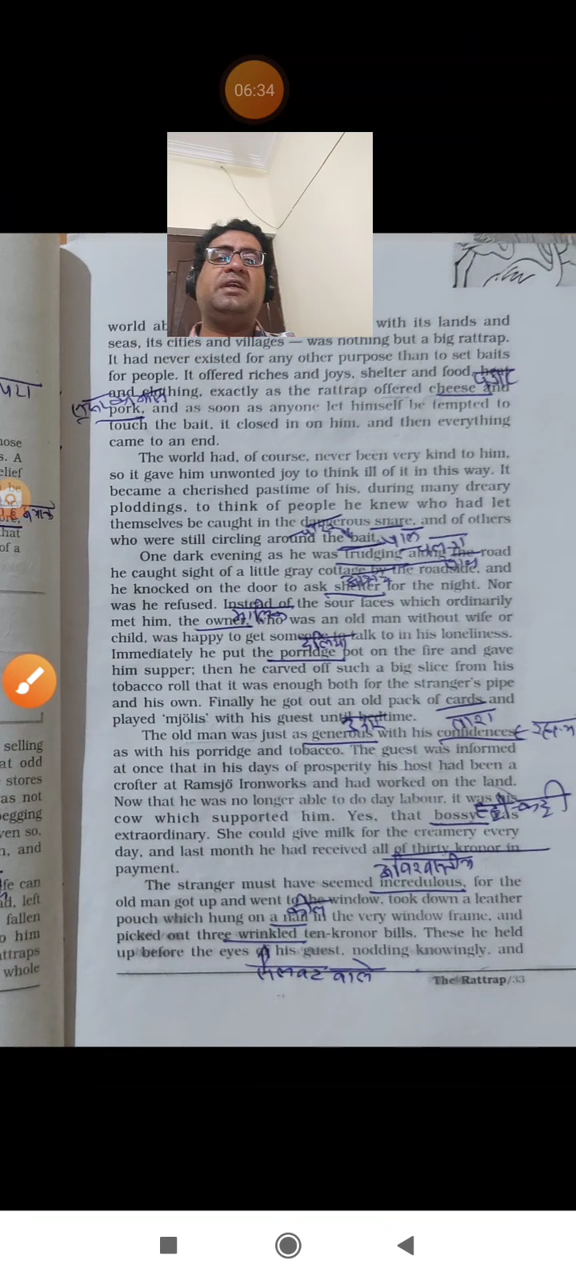 06:34
world with its lands and
seas, its cities and villages — was nothing but a big rattrap.
It had never existed for any other purpose than to set baits
for people. It offered riches and joys, shelter and food, heat
and clothing, exactly as the rattrap offered cheese and
pork, and as soon as anyone let himself be tempted to
touch the bait, it closed in on him, and then everything
came to an end.
The world had, of course, never been very kind to him,
so it gave him unwonted joy to think ill of it in this way. It
became a cherished pastime of his, during many dreary
ploddings, to think of people he knew who had let
themselves be caught in the dangerous snare, and of others
who were still circling around the bait.
One dark evening as he was trudging along the road
he caught sight of a little gray cottage by the roadside, and
he knocked on the door to ask shelter for the night. Nor
was he refused. Instead of the sour faces which ordinarily
met him, the owner, who was an old man without wife or
child, was happy to get someone to talk to in his loneliness.
Immediately he put the porridge pot on the fire and gave
him supper; then he carved off such a big slice from his
tobacco roll that it was enough both for the stranger's pipe
and his own. Finally he got out an old pack of cards and
played 'mjölis' with his guest until bedtime.
The old man was just as generous with his confidences
as with his porridge and tobacco. The guest was informed
at once that in his days of prosperity his host had been a
crofter at Ramsjö Ironworks and had worked on the land.
Now that he was no longer able to do day labour, it was his
cow which supported him. Yes, that bossy was
extraordinary. She could give milk for the creamery every
day, and last month he had received all of thirty kronor in
payment.
The stranger must have seemed incredulous, for the
old man got up and went to the window, took down a leather
pouch which hung on a nail in the very window frame, and
picked out three wrinkled ten-kronor bills. These he held
up before the eyes of his guest, nodding knowingly, and
The Rattrap/33
मालिक
दलिया
ताश
अविश्वसनीय
कील
सलवट वाले
selling
at odd
stores
as not
begging
ven so,
n, and
fe can
left
fallen
o him
attraps
whole